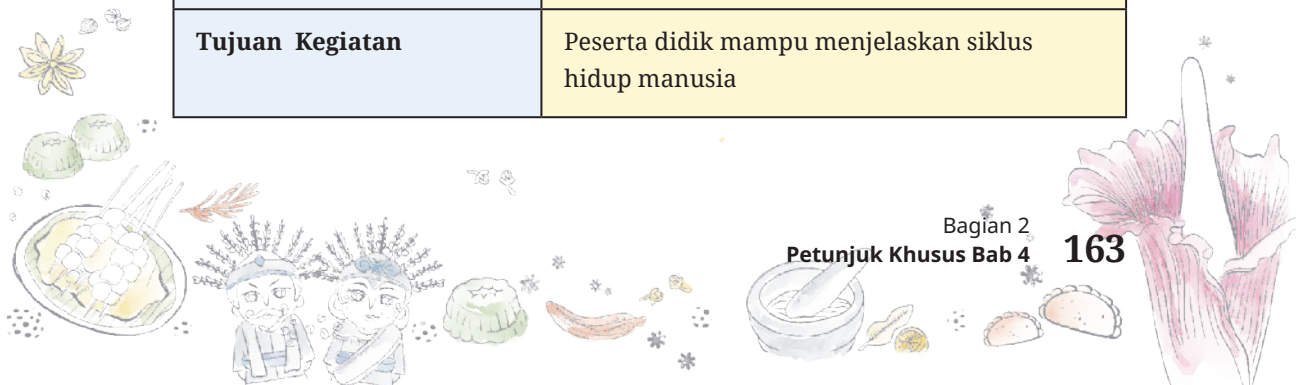 Tujuan Kegiatan
Peserta didik mampu menjelaskan siklus
hidup manusia
Bagian 2
Petunjuk Khusus Bab 4
163